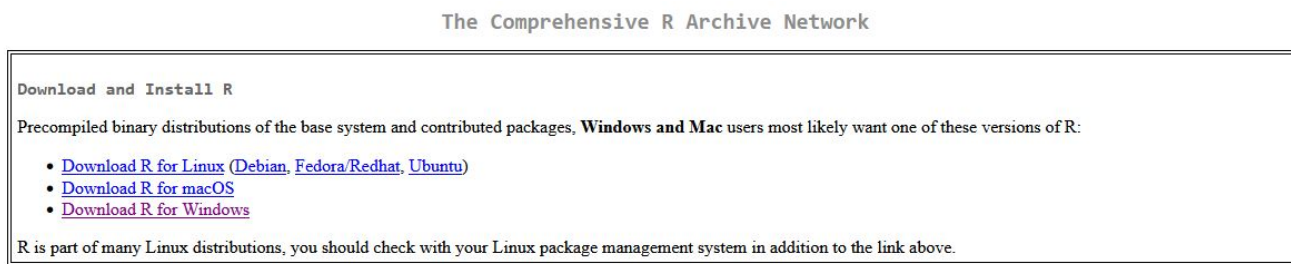 The Comprehensive R Archive Network
Download and Install R
Precompiled binary distributions of the base system and contributed packages, Windows and Mac users most likely want one of these versions of R:
• Download R for Linux (Debian, Fedora/Redhat, Ubuntu)
• Download R for macOS
• Download R for Windows
R is part of many Linux distributions, you should check with your Linux package management system in addition to the link above.